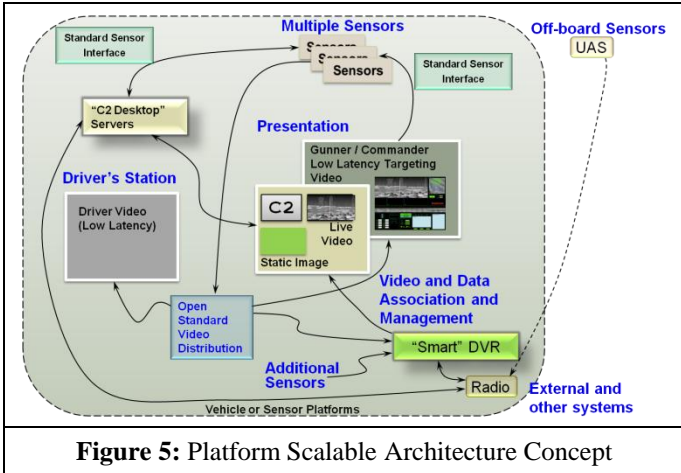 Multiple Sensors
Off-board Sensors
UAS
Standard Sensor
Interface
Sensors
Sensors
Sensors
Standard Sensor
Interface
"C2 Desktop"
Servers
Presentation
Gunner / Commander
Low Latency Targeting
Video
Driver's Station
Driver Video
(Low Latency)
C2
Live
Video
Static Image
Video and Data
Association and
Management
Open
Standard
Video
Distribution
"Smart" DVR
Additional
Sensors
Radio
External and
other systems
Vehicle or Sensor Platforms
Figure 5: Platform Scalable Architecture Concept